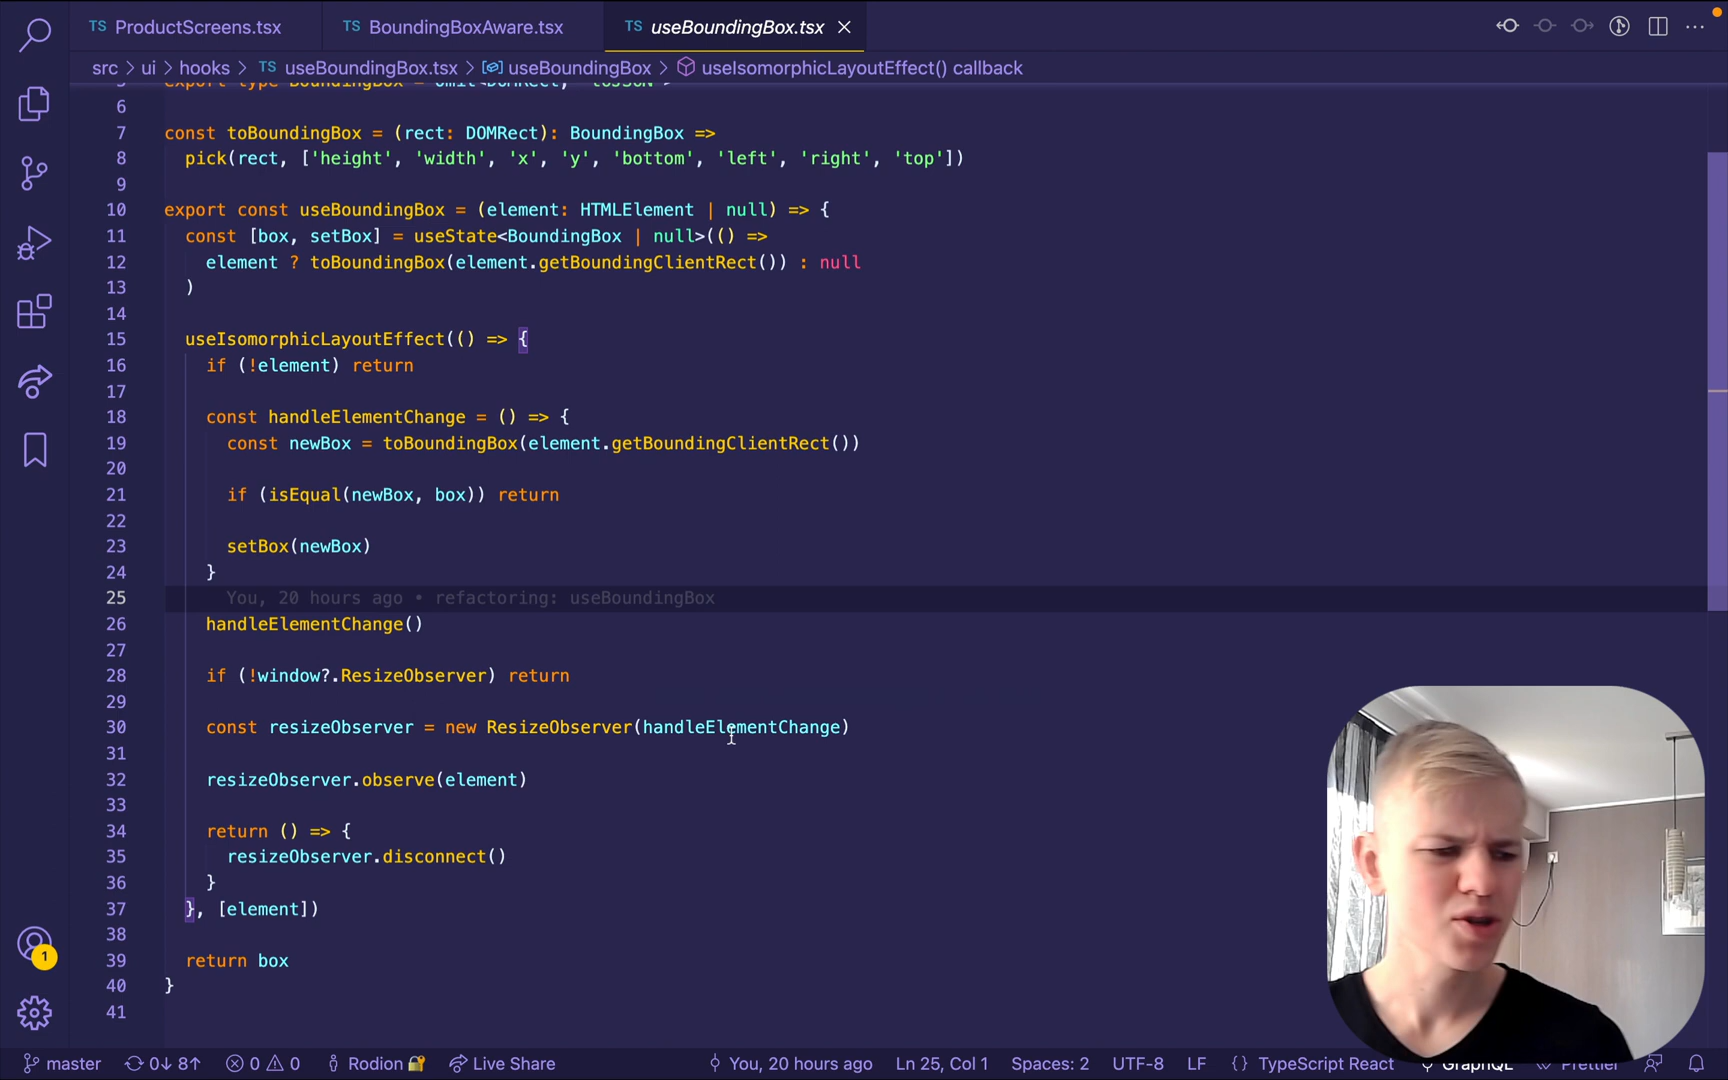 TS ProductScreens.tsx TS BoundingBoxAware.tsx TS useBoundingBox.tsx
src > ui > hooks > TS useBoundingBox.tsx > useBoundingBox > useIsomorphicLayoutEffect() callback
export type BoundingBox = Omit<DOMRect, 'toJSON'>
6
7 const toBoundingBox = (rect: DOMRect): BoundingBox =>
8 pick(rect, ['height', 'width', 'x', 'y', 'bottom', 'left', 'right', 'top'])
9
10 export const useBoundingBox = (element: HTMLElement | null) => {
11 const [box, setBox] = useState<BoundingBox | null>(() =>
12 element ? toBoundingBox(element.getBoundingClientRect()) : null
13 )
14
15 useIsomorphicLayoutEffect(() => {
16 if (!element) return
17
18 const handleElementChange = () => {
19 const newBox = toBoundingBox(element.getBoundingClientRect())
20
21 if (isEqual(newBox, box)) return
22
23 setBox(newBox)
24 }
25 You, 20 hours ago • refactoring: useBoundingBox
26 handleElementChange()
27
28 if (!window?.ResizeObserver) return
29
30 const resizeObserver = new ResizeObserver(handleElementChange)
31
32 resizeObserver.observe(element)
33
34 return () => {
35 resizeObserver.disconnect()
36 }
37 }, [element])
38
39 return box
40 }
41
1
master 0↓ 8↑ 0 0 Rodion Live Share You, 20 hours ago Ln 25, Col 1 Spaces: 2 UTF-8 LF {} TypeScript React GraphQL Prettier